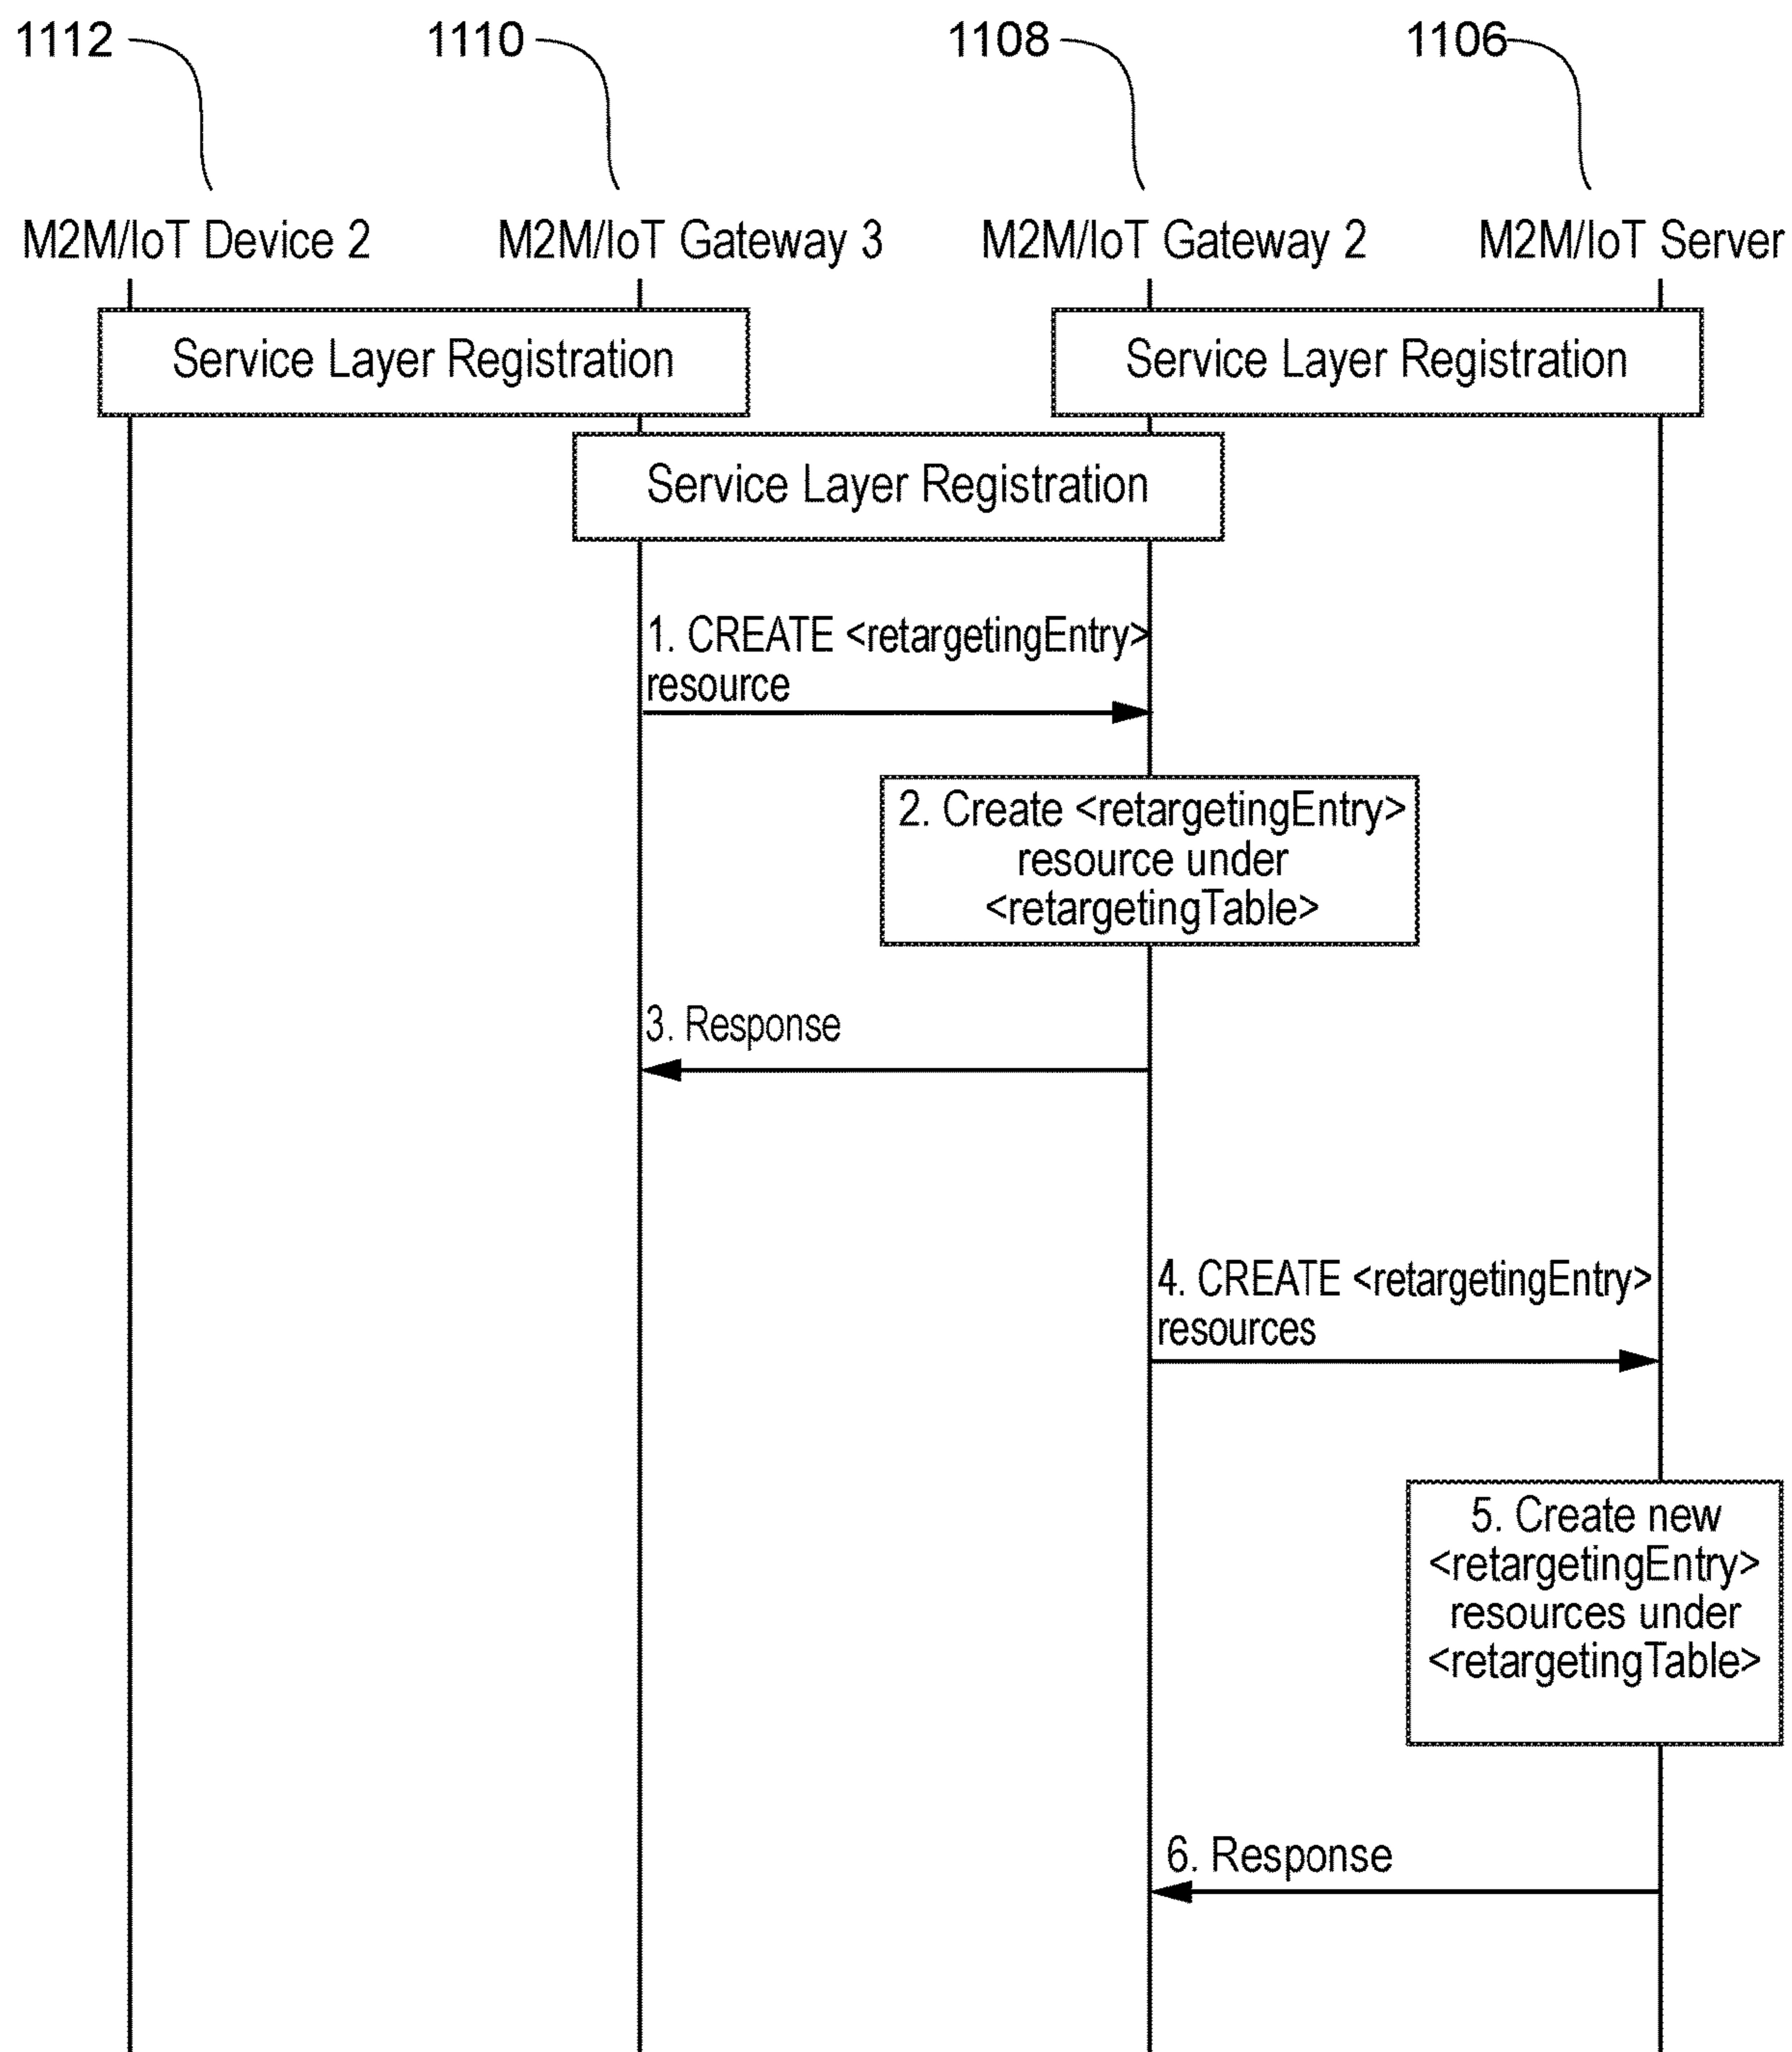 1112
1110
1108
1106
M2M/IoT Device 2
M2M/IoT Gateway 3
M2M/IoT Gateway 2
M2M/IoT Server
Service Layer Registration
Service Layer Registration
Service Layer Registration
1. CREATE <retargetingEntry>
resource
2. Create <retargetingEntry>
resource under
<retargetingTable>
3. Response
4. CREATE <retargetingEntry>
resources
5. Create new
<retargetingEntry>
resources under
<retargetingTable>
6. Response